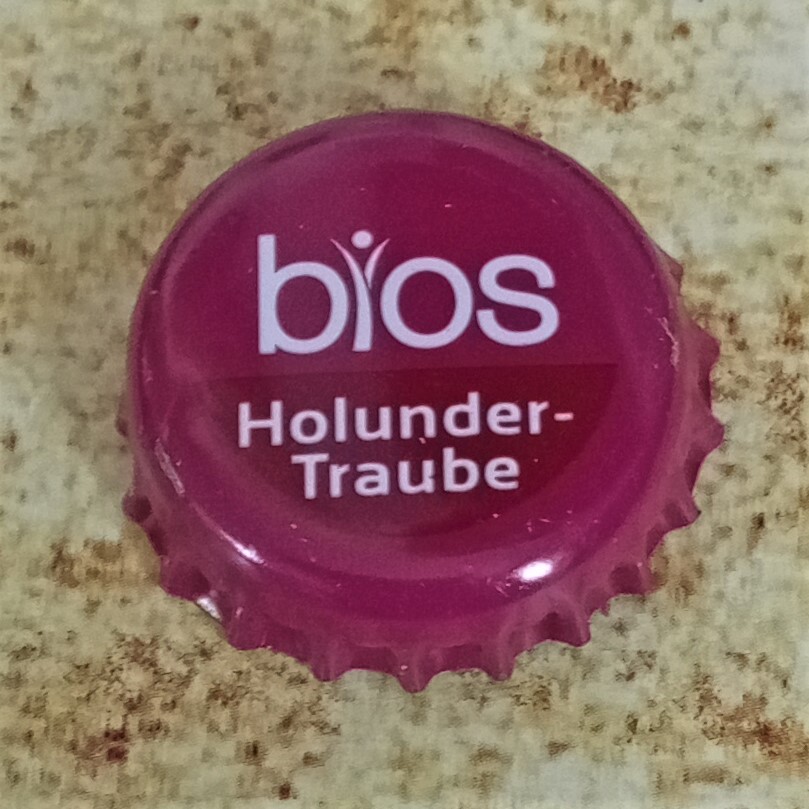 bios
Holunder-
Traube